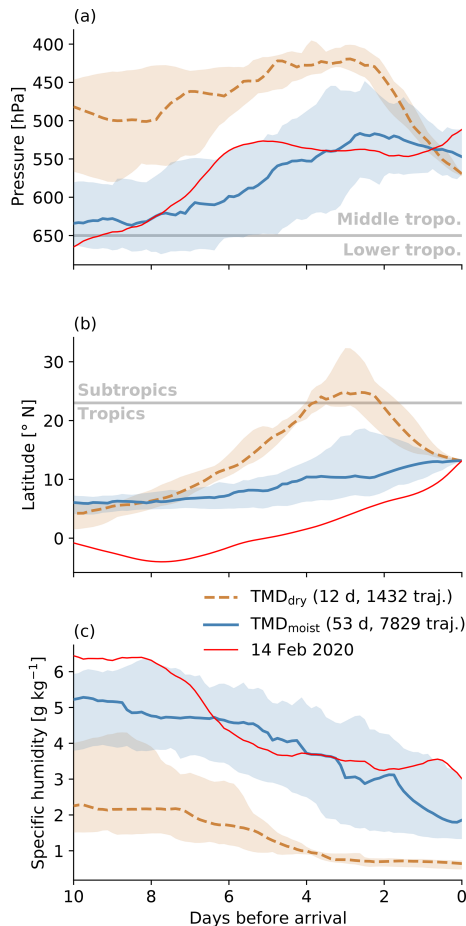 (a)
400
450
500
550
600
650
Pressure [hPa]
Middle tropo.
Lower tropo.
(b)
30
20
10
0
Latitude [° N]
Subtropics
Tropics
TMD_dry (12 d, 1432 traj.)
TMD_moist (53 d, 7829 traj.)
14 Feb 2020
(c)
6
5
4
3
2
1
Specific humidity [g kg⁻¹]
10 8 6 4 2 0
Days before arrival